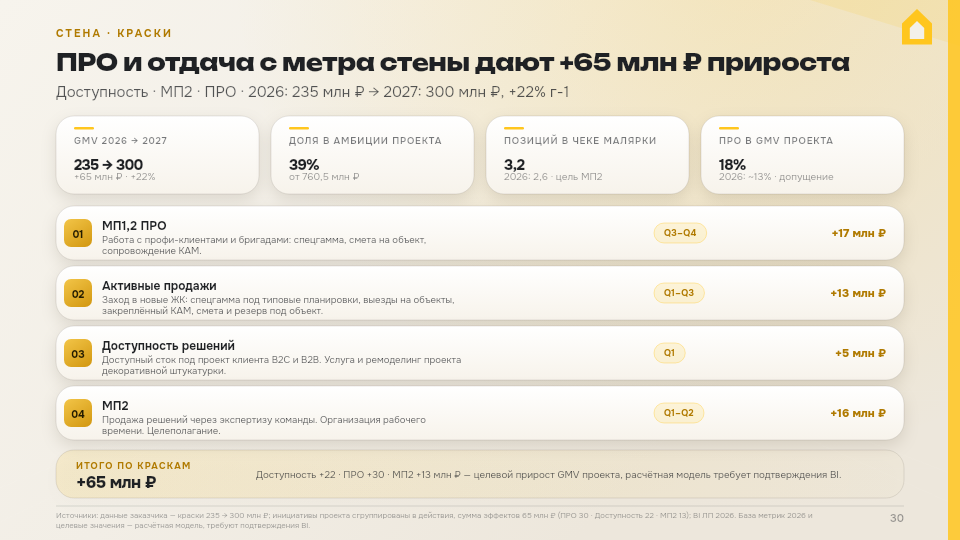 СТЕНА · КРАСКИ
ПРО и отдача с метра стены дают +65 млн ₽ прироста
Доступность · МП2 · ПРО · 2026: 235 млн ₽ → 2027: 300 млн ₽, +22% г-1
GMV 2026 → 2027
235 → 300
+65 млн ₽ · +22%
ДОЛЯ В АМБИЦИИ ПРОЕКТА
39%
от 760,5 млн ₽
ПОЗИЦИЙ В ЧЕКЕ МАЛЯРКИ
3,2
2026: 2,6 · цель МП2
ПРО В GMV ПРОЕКТА
18%
2026: ~13% · допущение
01
МП1,2 ПРО
Работа с профи-клиентами и бригадами: спецгамма, смета на объект,
сопровождение КАМ.
Q3–Q4
+17 млн ₽
02
Активные продажи
Заход в новые ЖК: спецгамма под типовые планировки, выезды на объекты,
закреплённый КАМ, смета и резерв под объект.
Q1–Q3
+13 млн ₽
03
Доступность решений
Доступный сток под проект клиента B2C и B2B. Услуга и ремоделинг проекта
декоративной штукатурки.
Q1
+5 млн ₽
04
МП2
Продажа решений через экспертизу команды. Организация рабочего
времени. Целеполагание.
Q1–Q2
+16 млн ₽
ИТОГО ПО КРАСКАМ
+65 млн ₽
Доступность +22 · ПРО +30 · МП2 +13 млн ₽ — целевой прирост GMV проекта, расчётная модель требует подтверждения BI.
Источники: данные заказчика — краски 235 → 300 млн ₽; инициативы проекта сгруппированы в действия, сумма эффектов 65 млн ₽ (ПРО 30 · Доступность 22 · МП2 13); BI ЛП 2026. База метрик 2026 и
целевые значения — расчётная модель, требуют подтверждения BI.
30